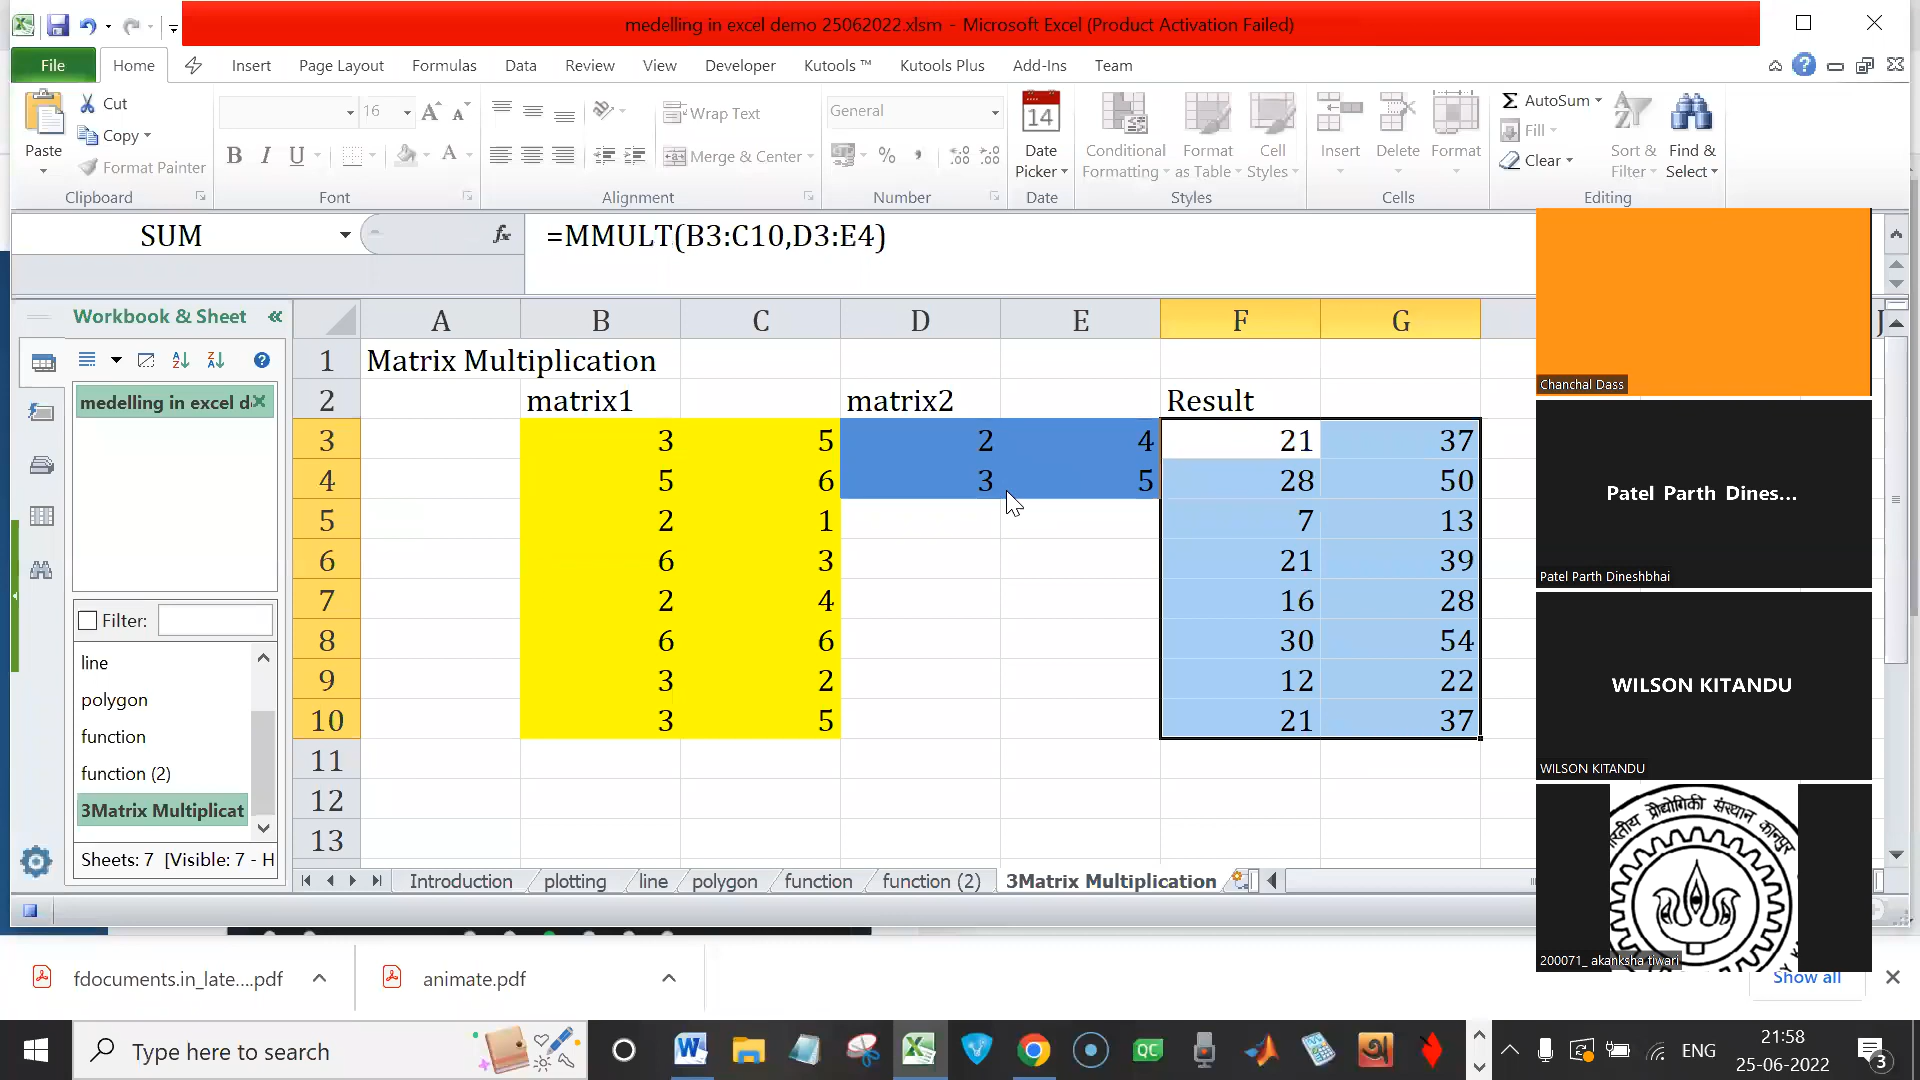 medelling in excel demo 25062022.xlsm - Microsoft Excel (Product Activation Failed)
File Home Insert Page Layout Formulas Data Review View Developer Kutools ™ Kutools Plus Add-Ins Team
Paste
Cut
Copy
Format Painter
Clipboard
16
Font
Wrap Text
Merge & Center
Alignment
General
Number
14
Date Picker
Date
Conditional Formatting
Format as Table
Cell Styles
Styles
Insert
Delete
Format
Cells
AutoSum
Fill
Clear
Sort & Filter
Find & Select
Editing
SUM fx =MMULT(B3:C10,D3:E4)
Workbook & Sheet
medelling in excel d
Filter:
line
polygon
function
function (2)
3Matrix Multiplicat
Sheets: 7 [Visible: 7 - H
A B C D E F G J
1 Matrix Multiplication
2 matrix1 matrix2 Result
3 3 5 2 4 21 37
4 5 6 3 5 28 50
5 2 1 7 13
6 6 3 21 39
7 2 4 16 28
8 6 6 30 54
9 3 2 12 22
10 3 5 21 37
11
12
13
Introduction plotting line polygon function function (2) 3Matrix Multiplication
Chanchal Dass
Patel Parth Dines...
Patel Parth Dineshbhai
WILSON KITANDU
WILSON KITANDU
200071_ akanksha tiwari
fdocuments.in_late....pdf
animate.pdf
Show all
Type here to search
QC
ENG
21:58
25-06-2022
3